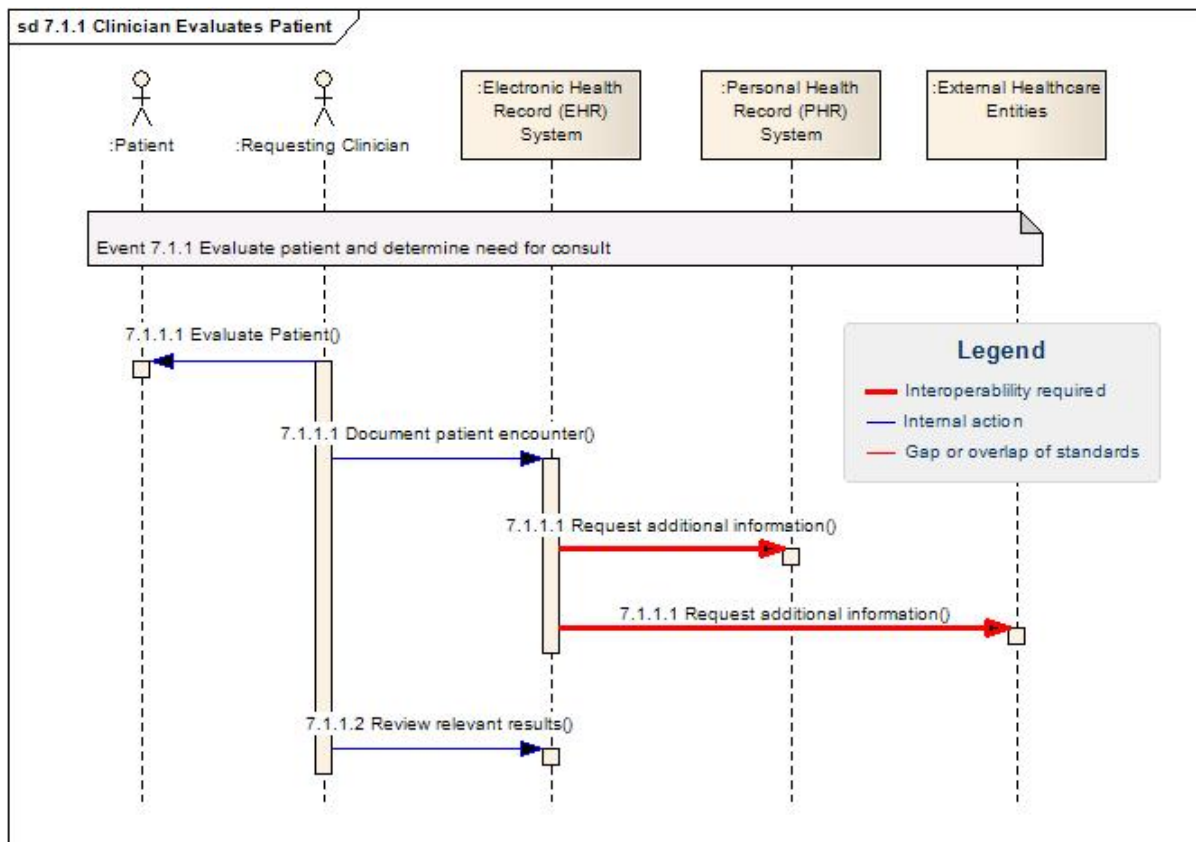 sd 7.1.1 Clinician Evaluates Patient
:Patient
:Requesting Clinician
:Electronic Health
Record (EHR)
System
:Personal Health
Record (PHR)
System
:External Healthcare
Entities
Event 7.1.1 Evaluate patient and determine need for consult
7.1.1.1 Evaluate Patient()
Legend
Interoperablility required
Internal action
Gap or overlap of standards
7.1.1.1 Document patient encounter()
7.1.1.1 Request additional information()
7.1.1.1 Request additional information()
7.1.1.2 Review relevant results()